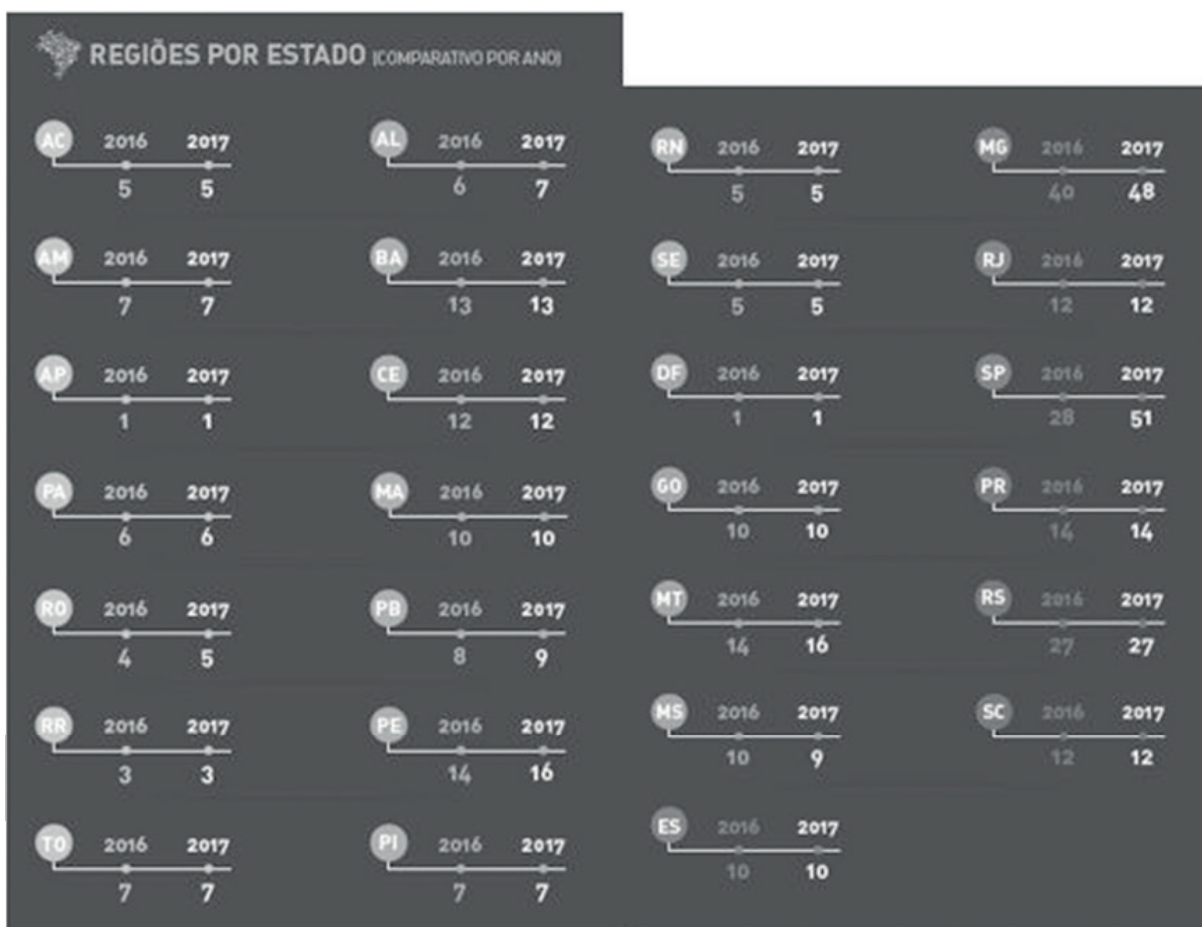 REGIÕES POR ESTADO (COMPARATIVO POR ANO)
AC 2016 2017
5 5
AL 2016 2017
6 7
AM 2016 2017
7 7
BA 2016 2017
13 13
AP 2016 2017
1 1
CE 2016 2017
12 12
PA 2016 2017
6 6
MA 2016 2017
10 10
RO 2016 2017
4 5
PB 2016 2017
8 9
RR 2016 2017
3 3
PE 2016 2017
14 16
TO 2016 2017
7 7
PI 2016 2017
7 7
RN 2016 2017
5 5
MG 2016 2017
40 48
SE 2016 2017
5 5
RJ 2016 2017
12 12
DF 2016 2017
1 1
SP 2016 2017
28 51
GO 2016 2017
10 10
PR 2016 2017
14 14
MT 2016 2017
14 16
RS 2016 2017
27 27
MS 2016 2017
10 9
SC 2016 2017
12 12
ES 2016 2017
10 10